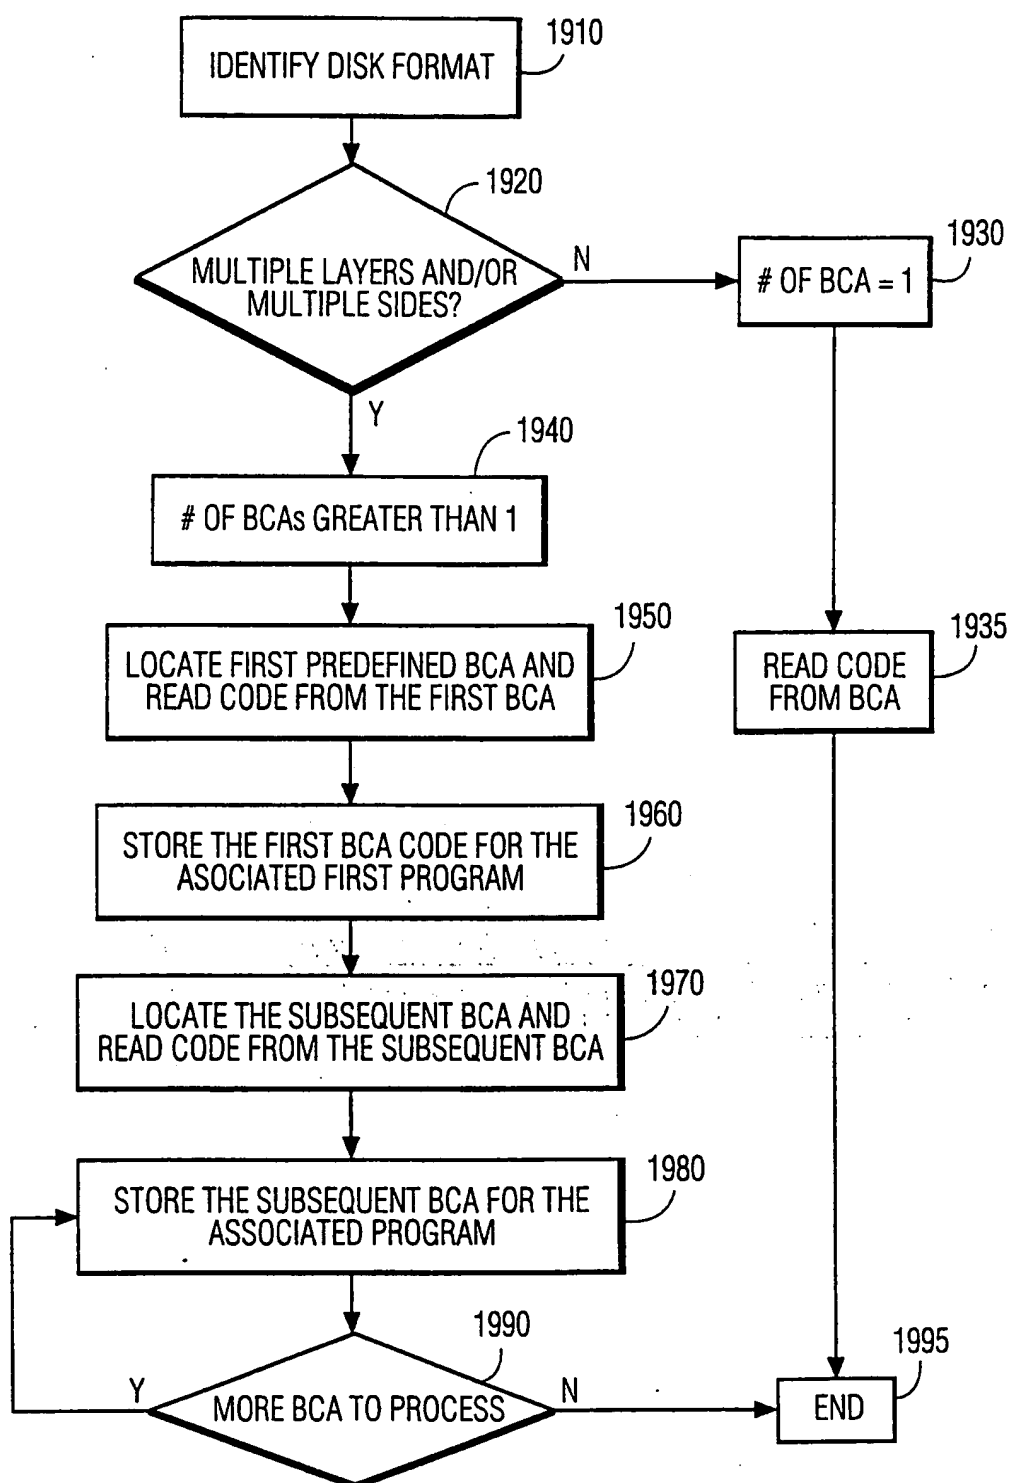 1910
IDENTIFY DISK FORMAT
1920
MULTIPLE LAYERS AND/OR
MULTIPLE SIDES?
N
1930
# OF BCA = 1
Y
1940
# OF BCAs GREATER THAN 1
1950
LOCATE FIRST PREDEFINED BCA AND
READ CODE FROM THE FIRST BCA
1935
READ CODE
FROM BCA
1960
STORE THE FIRST BCA CODE FOR THE
ASOCIATED FIRST PROGRAM
1970
LOCATE THE SUBSEQUENT BCA AND
READ CODE FROM THE SUBSEQUENT BCA
1980
STORE THE SUBSEQUENT BCA FOR THE
ASSOCIATED PROGRAM
1990
Y
MORE BCA TO PROCESS
N
1995
END